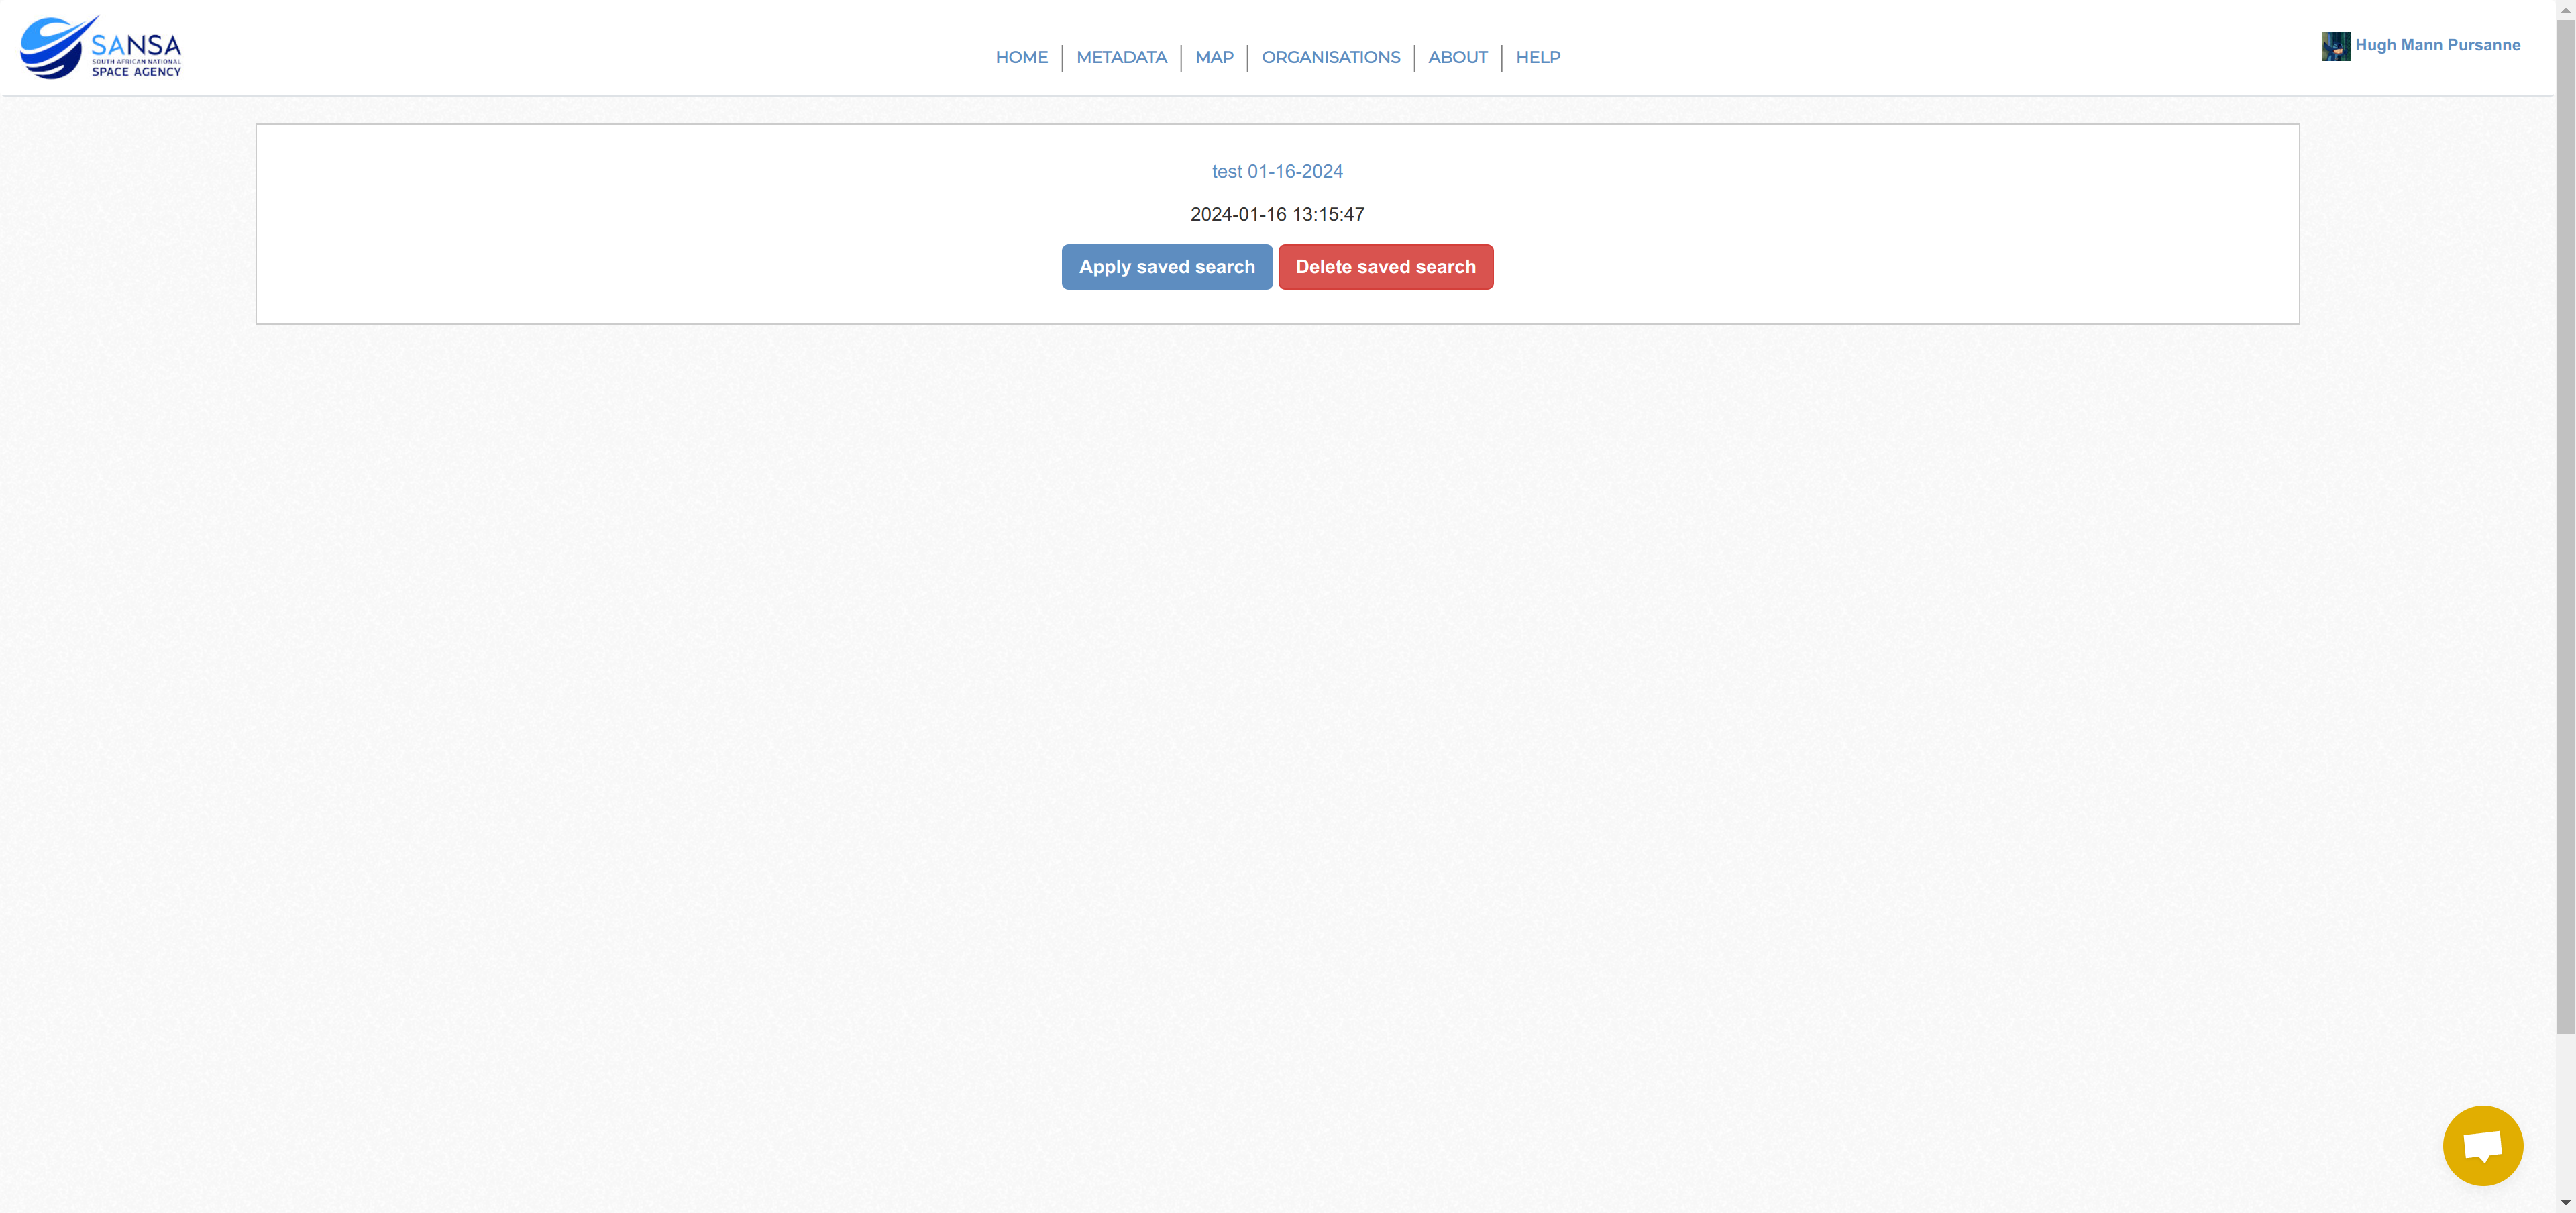 SANSA
SOUTH AFRICAN NATIONAL
SPACE AGENCY
HOME
METADATA
MAP
ORGANISATIONS
ABOUT
HELP
Hugh Mann Pursanne
test 01-16-2024
2024-01-16 13:15:47
Apply saved search
Delete saved search